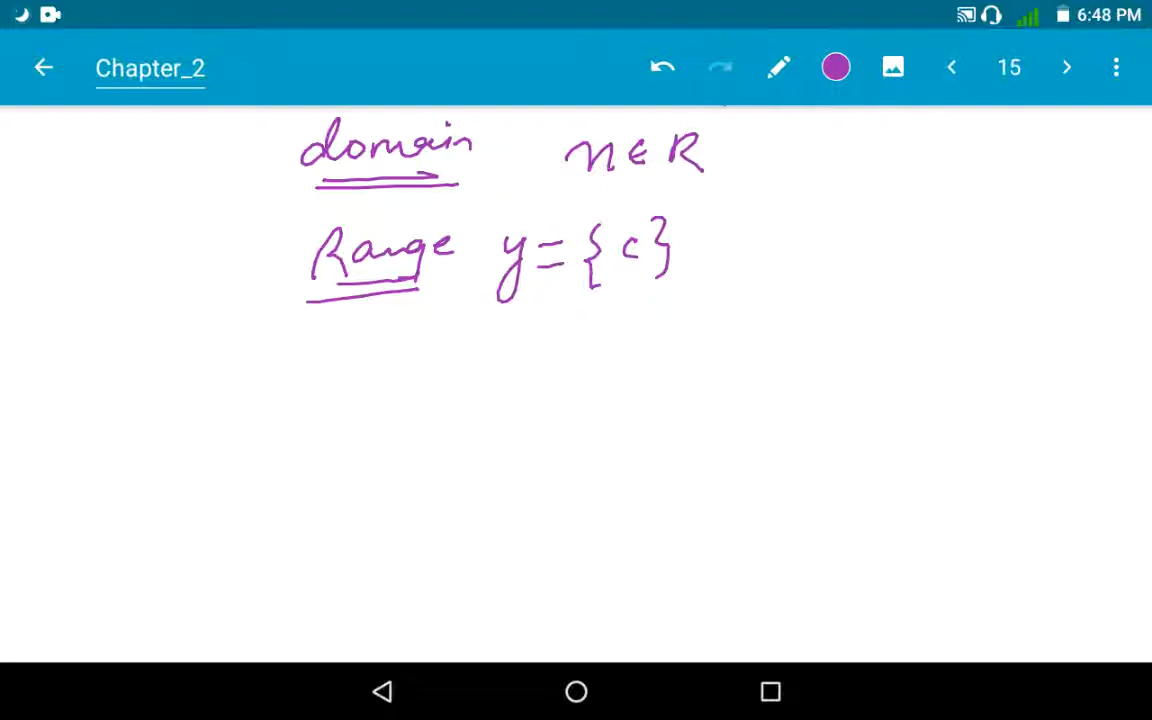 6:48 PM
Chapter_2
15
domain x ∈ R
Range y = {c}